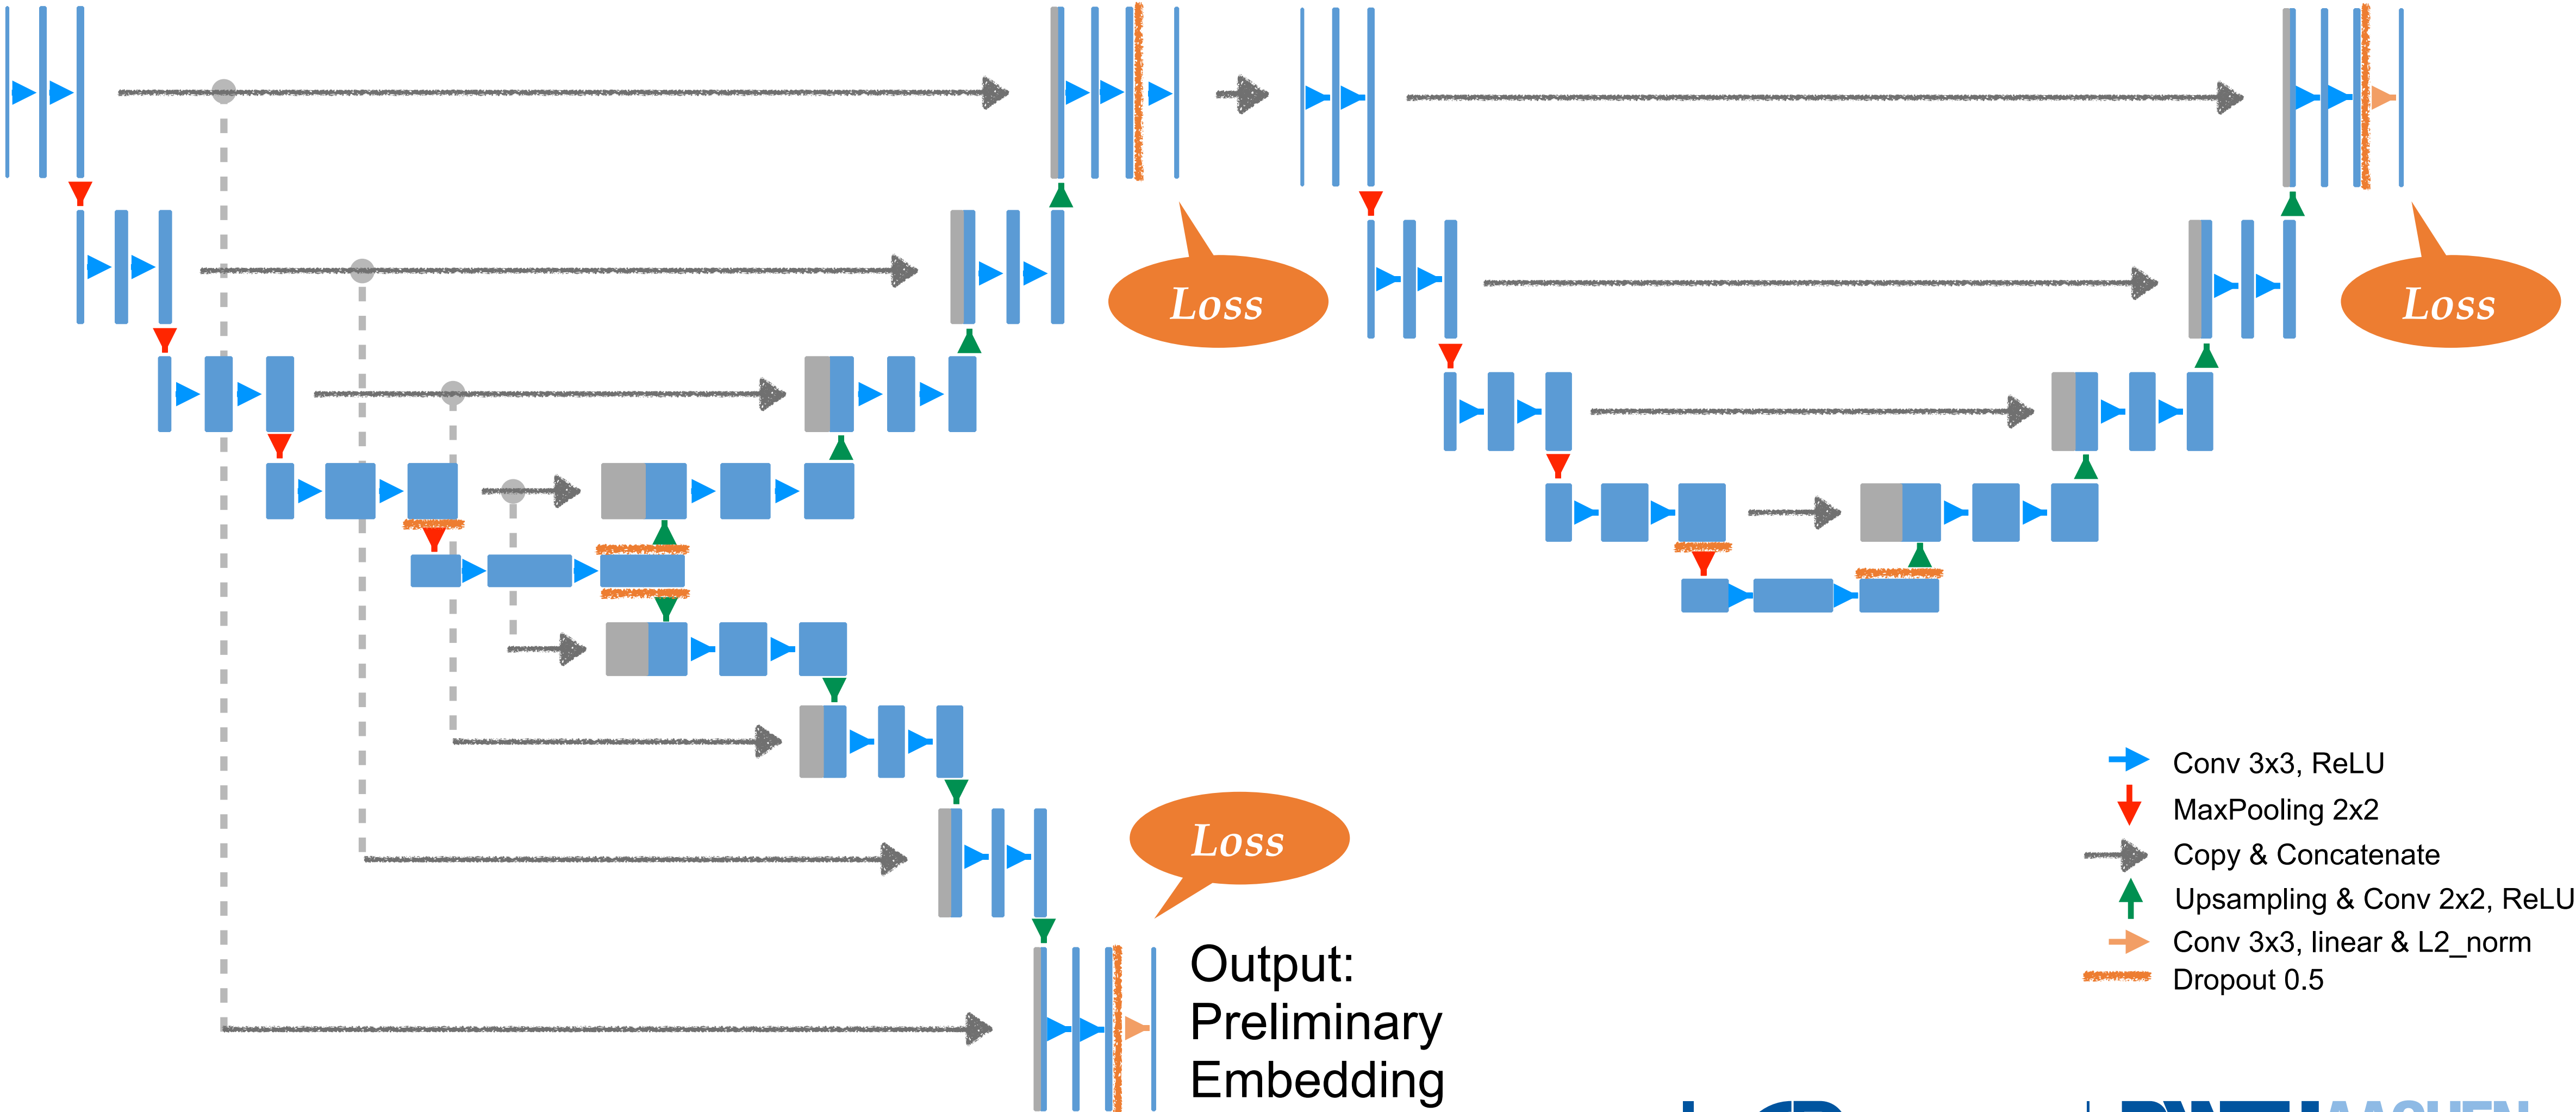 Loss
Loss
Loss
Output:
Preliminary
Embedding
Conv 3x3, ReLU
MaxPooling 2x2
Copy & Concatenate
Upsampling & Conv 2x2, ReLU
Conv 3x3, linear & L2_norm
Dropout 0.5